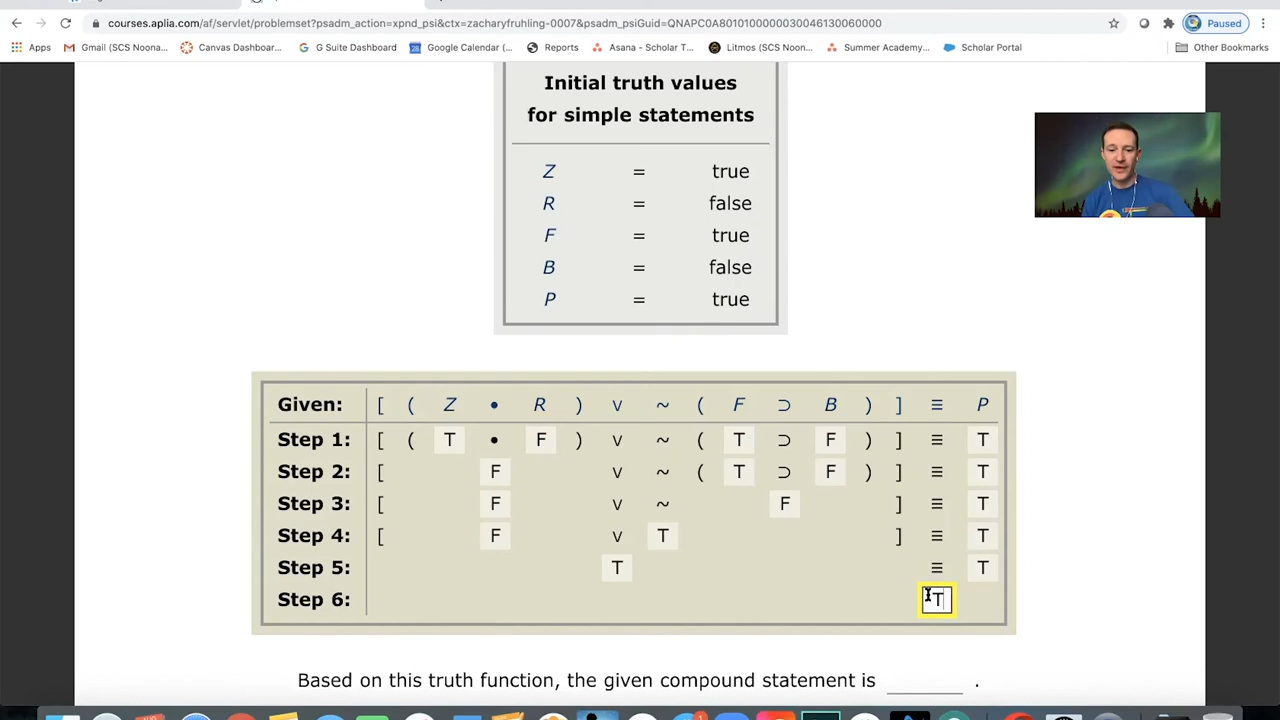 courses.aplia.com/af/servlet/problemset?psadm_action=xpnd_psi&ctx=zacharyfruhling-0007&psadm_psiGuid=QNAPC0A8010100000030046130060000
Paused
Apps Gmail (SCS Noona... Canvas Dashboar... G Suite Dashboard Google Calendar (... Reports Asana - Scholar T... Litmos (SCS Noon... Summer Academy... Scholar Portal Other Bookmarks
Initial truth values
for simple statements
Z = true
R = false
F = true
B = false
P = true
Given: [ ( Z • R ) v ~ ( F ⊃ B ) ] ≡ P
Step 1: [ ( T • F ) v ~ ( T ⊃ F ) ] ≡ T
Step 2: [ F v ~ ( T ⊃ F ) ] ≡ T
Step 3: [ F v ~ F ] ≡ T
Step 4: [ F v T ] ≡ T
Step 5: T ≡ T
Step 6: T
Based on this truth function, the given compound statement is ______ .